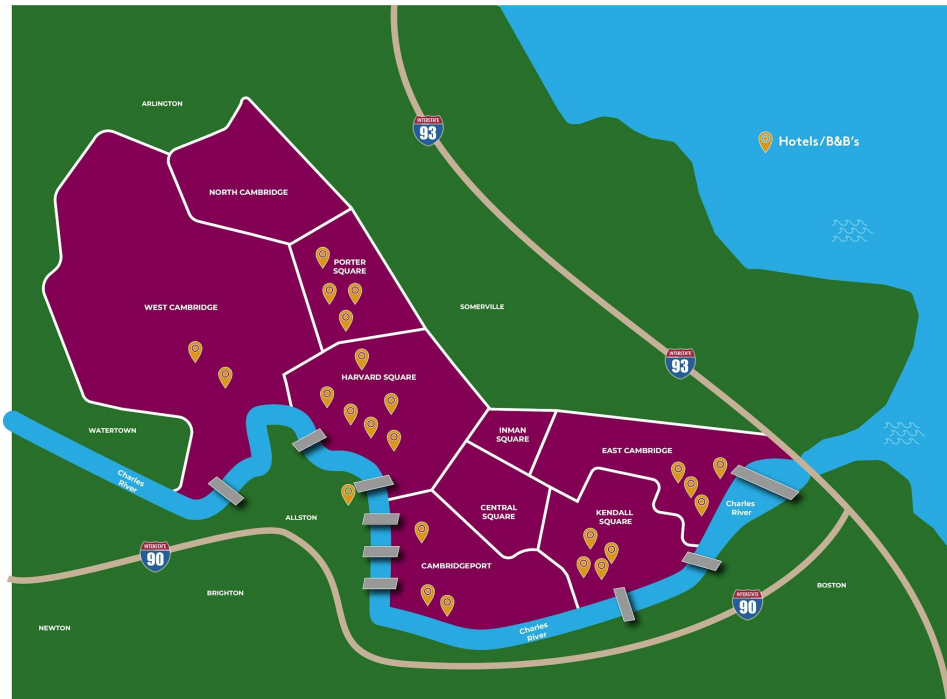 ARLINGTON
INTERSTATE
93
Hotels/B&B's
NORTH CAMBRIDGE
PORTER
SQUARE
WEST CAMBRIDGE
SOMERVILLE
INTERSTATE
93
HARVARD SQUARE
WATERTOWN
INMAN
SQUARE
EAST CAMBRIDGE
Charles
River
CENTRAL
SQUARE
KENDALL
SQUARE
Charles
River
ALLSTON
INTERSTATE
90
CAMBRIDGEPORT
BRIGHTON
BOSTON
INTERSTATE
90
NEWTON
Charles
River